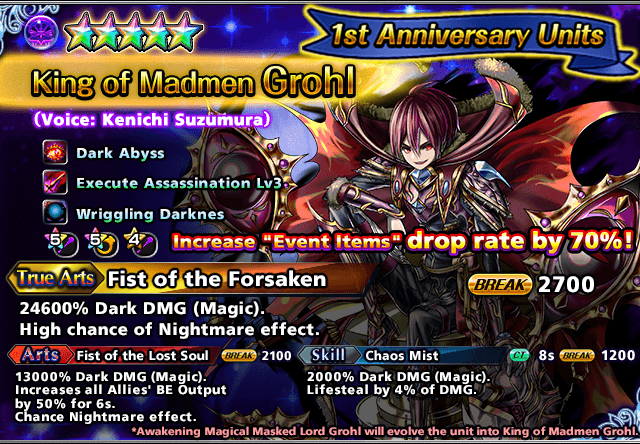 1st Anniversary Units
King of Madmen Grohl
(Voice: Kenichi Suzumura)
Dark Abyss
Execute Assassination Lv3
Wriggling Darknes
5 5 4
Increase "Event Items" drop rate by 70%!
True Arts Fist of the Forsaken BREAK 2700
24600% Dark DMG (Magic).
High chance of Nightmare effect.
Arts Fist of the Lost Soul BREAK 2100
13000% Dark DMG (Magic).
Increases all Allies' BE Output
by 50% for 6s.
Chance Nightmare effect.
Skill Chaos Mist CT 8s BREAK 1200
2000% Dark DMG (Magic).
Lifesteal by 4% of DMG.
*Awakening Magical Masked Lord Grohl will evolve the unit into King of Madmen Grohl.